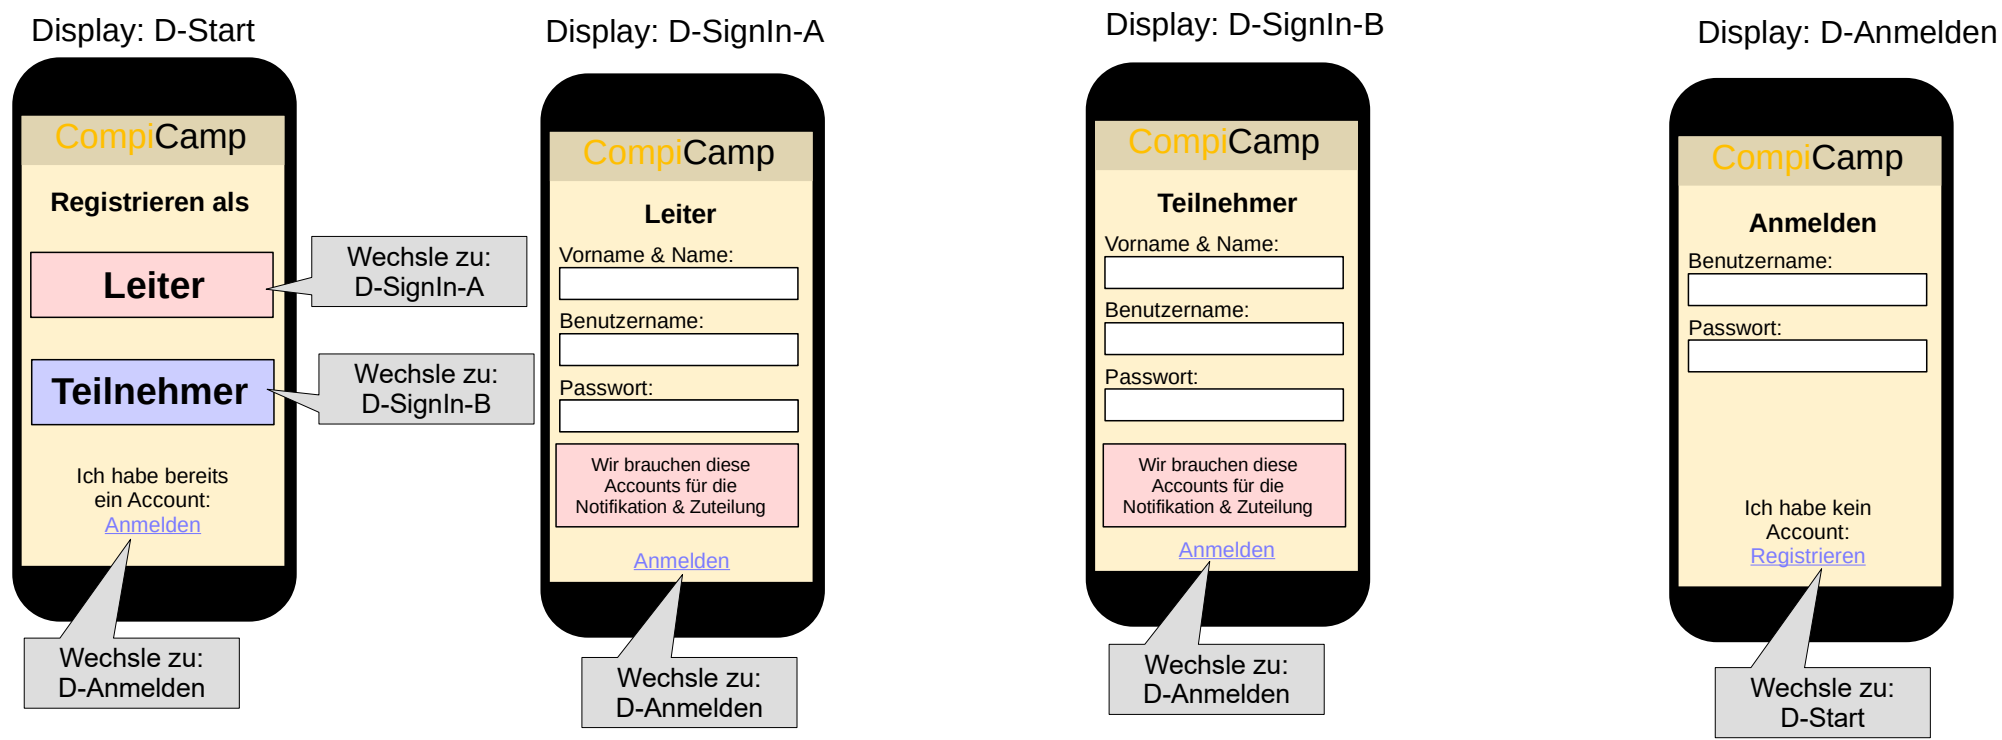 Display: D-Start
CompiCamp
Registrieren als
Leiter
Wechsle zu:
D-SignIn-A
Teilnehmer
Wechsle zu:
D-SignIn-B
Ich habe bereits
ein Account:
Anmelden
Wechsle zu:
D-Anmelden
Display: D-SignIn-A
CompiCamp
Leiter
Vorname & Name:
Benutzername:
Passwort:
Wir brauchen diese
Accounts für die
Notifikation & Zuteilung
Anmelden
Wechsle zu:
D-Anmelden
Display: D-SignIn-B
CompiCamp
Teilnehmer
Vorname & Name:
Benutzername:
Passwort:
Wir brauchen diese
Accounts für die
Notifikation & Zuteilung
Anmelden
Wechsle zu:
D-Anmelden
Display: D-Anmelden
CompiCamp
Anmelden
Benutzername:
Passwort:
Ich habe kein
Account:
Registrieren
Wechsle zu:
D-Start